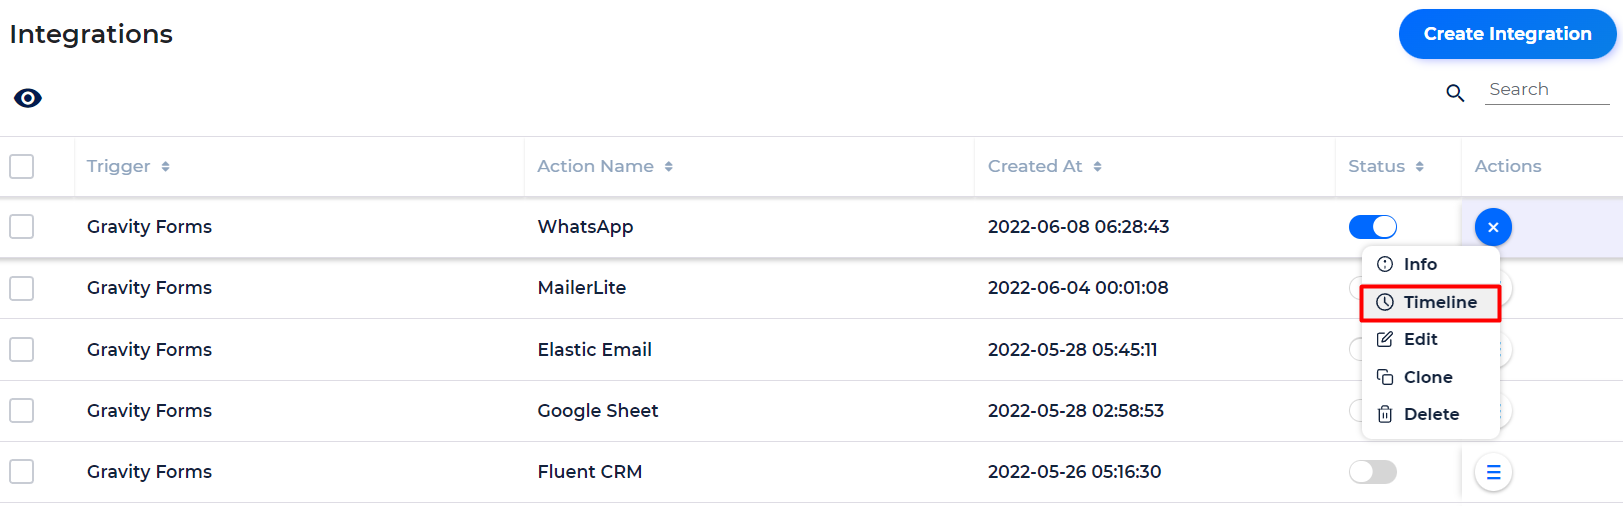 Integrations
Create Integration
Search
Trigger Action Name Created At Status Actions
Gravity Forms WhatsApp 2022-06-08 06:28:43
Info
Gravity Forms MailerLite 2022-06-04 00:01:08
Timeline
Edit
Gravity Forms Elastic Email 2022-05-28 05:45:11
Clone
Gravity Forms Google Sheet 2022-05-28 02:58:53
Delete
Gravity Forms Fluent CRM 2022-05-26 05:16:30